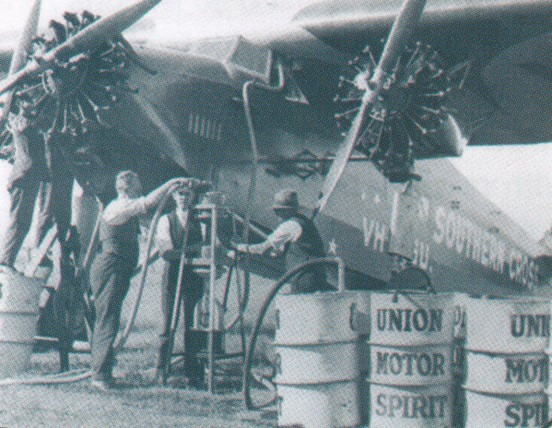 SOUTHERN CROSS
VH
UNION
MOTOR
SPIRIT
UNI
MOT
SPI